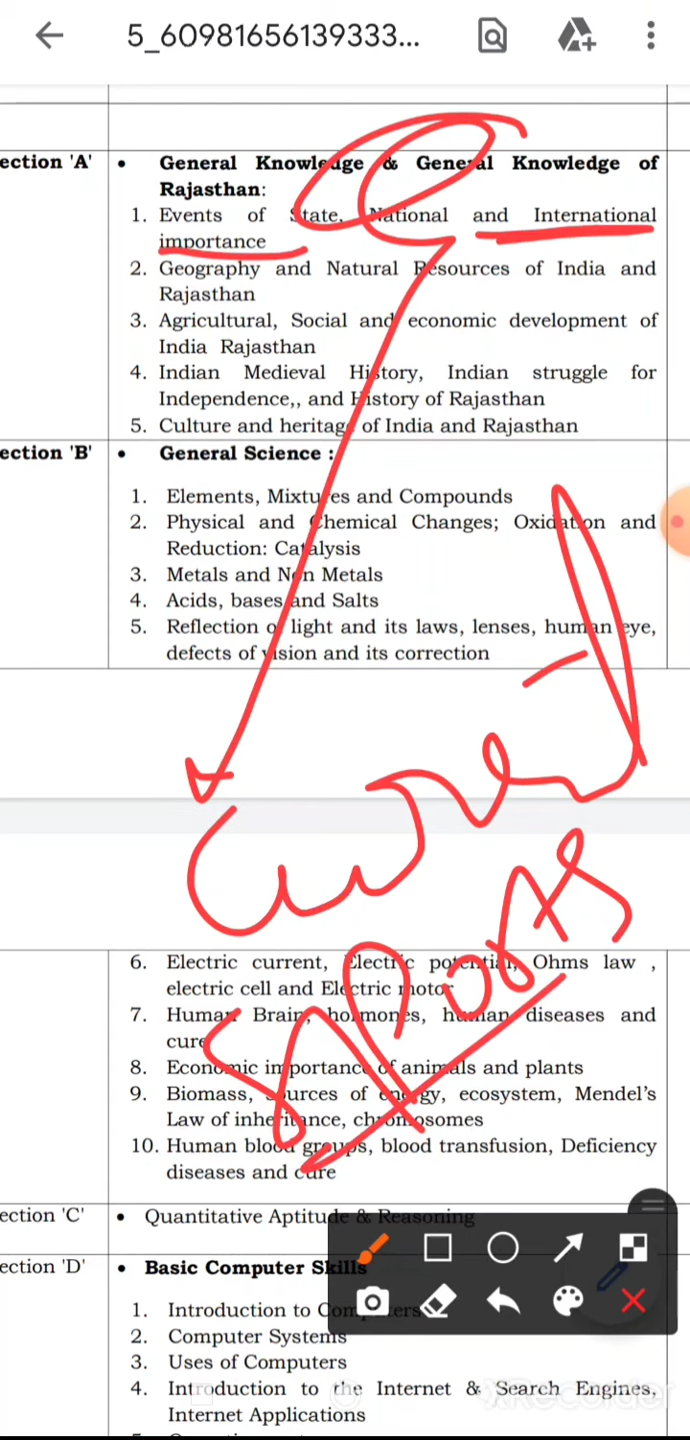 5_60981656139333...
ection 'A'
• General Knowledge & General Knowledge of
Rajasthan:
1. Events of State, National and International
importance
2. Geography and Natural Resources of India and
Rajasthan
3. Agricultural, Social and economic development of
India Rajasthan
4. Indian Medieval History, Indian struggle for
Independence,, and History of Rajasthan
5. Culture and heritage of India and Rajasthan
ection 'B'
• General Science :
1. Elements, Mixtures and Compounds
2. Physical and Chemical Changes; Oxidation and
Reduction: Catalysis
3. Metals and Non Metals
4. Acids, bases and Salts
5. Reflection of light and its laws, lenses, human eye,
defects of vision and its correction
Current
Sports
6. Electric current, Electric potential, Ohms law ,
electric cell and Electric motor
7. Human Brain, hormones, human diseases and
cure
8. Economic importance of animals and plants
9. Biomass, sources of energy, ecosystem, Mendel's
Law of inheritance, chromosomes
10. Human blood groups, blood transfusion, Deficiency
diseases and cure
ection 'C'
• Quantitative Aptitude & Reasoning
ection 'D'
• Basic Computer Skills
1. Introduction to Computers
2. Computer Systems
3. Uses of Computers
4. Introduction to the Internet & Search Engines,
Internet Applications
XRecorder